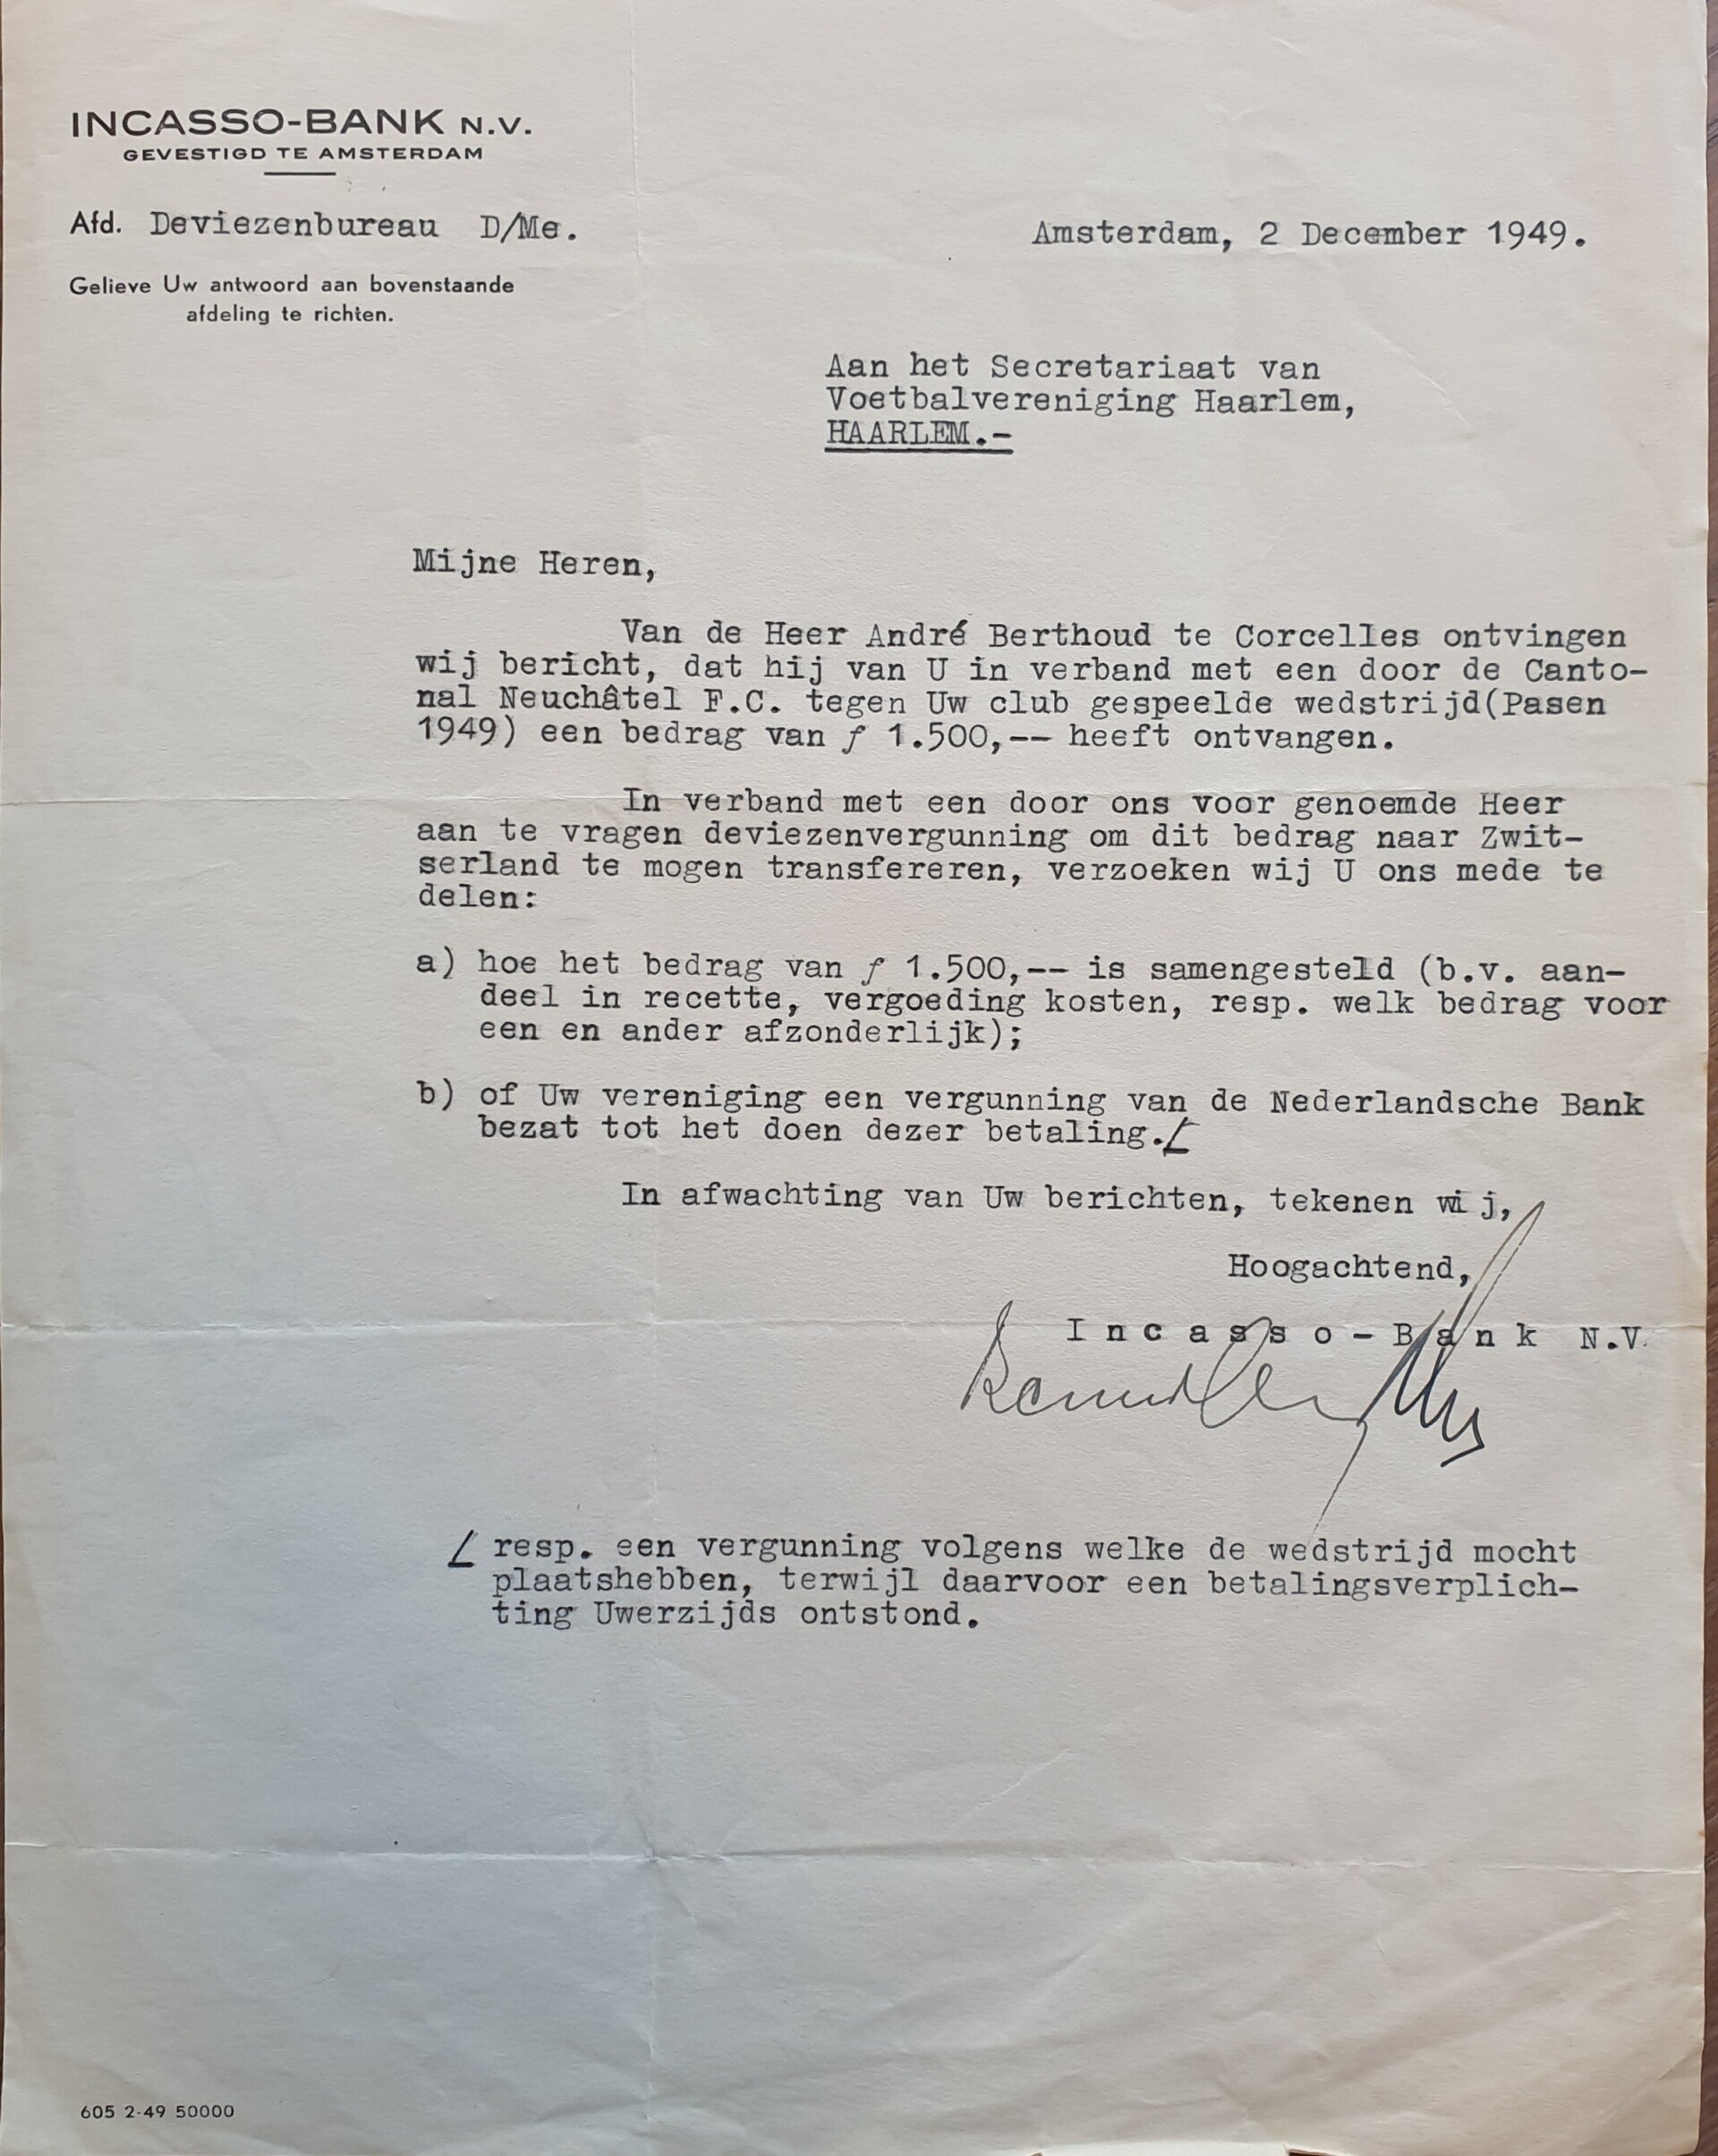 INCASSO-BANK N.V.
GEVESTIGD TE AMSTERDAM
Afd. Deviezenbureau D/Me.
Amsterdam, 2 December 1949.
Gelieve Uw antwoord aan bovenstaande
afdeling te richten.
Aan het Secretariaat van
Voetbalvereniging Haarlem,
HAARLEM.-
Mijne Heren,
Van de Heer André Berthoud te Corcelles ontvingen
wij bericht, dat hij van U in verband met een door de Canto-
nal Neuchâtel F.C. tegen Uw club gespeelde wedstrijd(Pasen
1949) een bedrag van ƒ 1.500,-- heeft ontvangen.
In verband met een door ons voor genoemde Heer
aan te vragen deviezenvergunning om dit bedrag naar Zwit-
serland te mogen transfereren, verzoeken wij U ons mede te
delen:
a) hoe het bedrag van ƒ 1.500,-- is samengesteld (b.v. aan-
deel in recette, vergoeding kosten, resp. welk bedrag voor
een en ander afzonderlijk);
b) of Uw vereniging een vergunning van de Nederlandsche Bank
bezat tot het doen dezer betaling.
In afwachting van Uw berichten, tekenen wij,
Hoogachtend,
Incasso-Bank N.V.
resp. een vergunning volgens welke de wedstrijd mocht
plaatshebben, terwijl daarvoor een betalingsverplich-
ting Uwerzijds ontstond.
605 2-49 50000